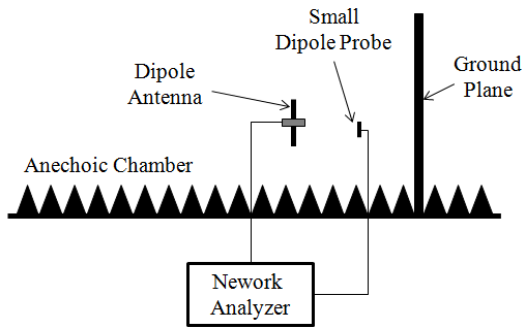 Small
Dipole Probe
Dipole
Antenna
Ground
Plane
Anechoic Chamber
Nework
Analyzer